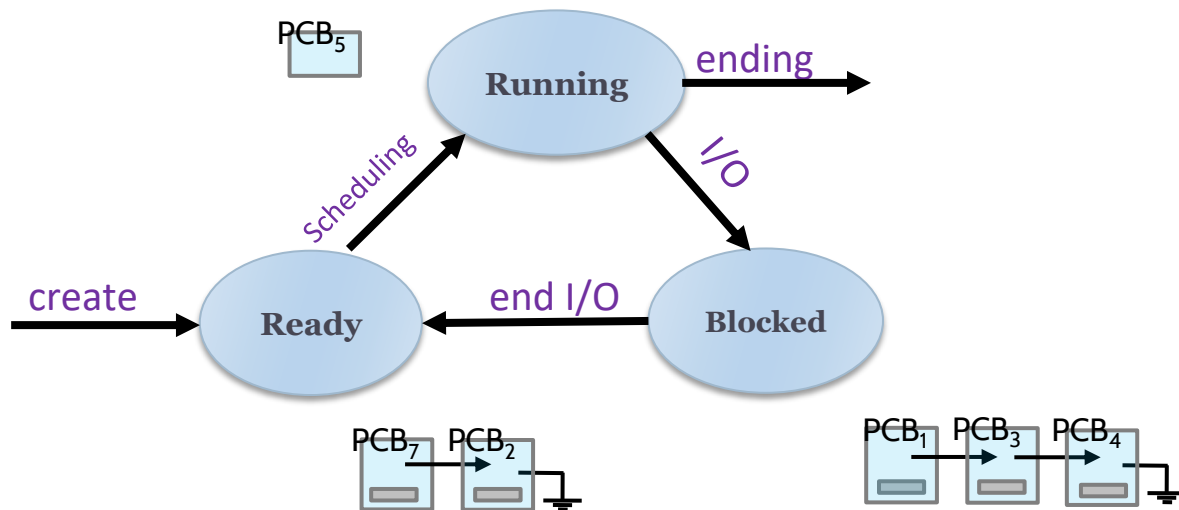 PCB5
Running
ending
Scheduling
I/O
create
Ready
end I/O
Blocked
PCB7
PCB2
PCB1
PCB3
PCB4